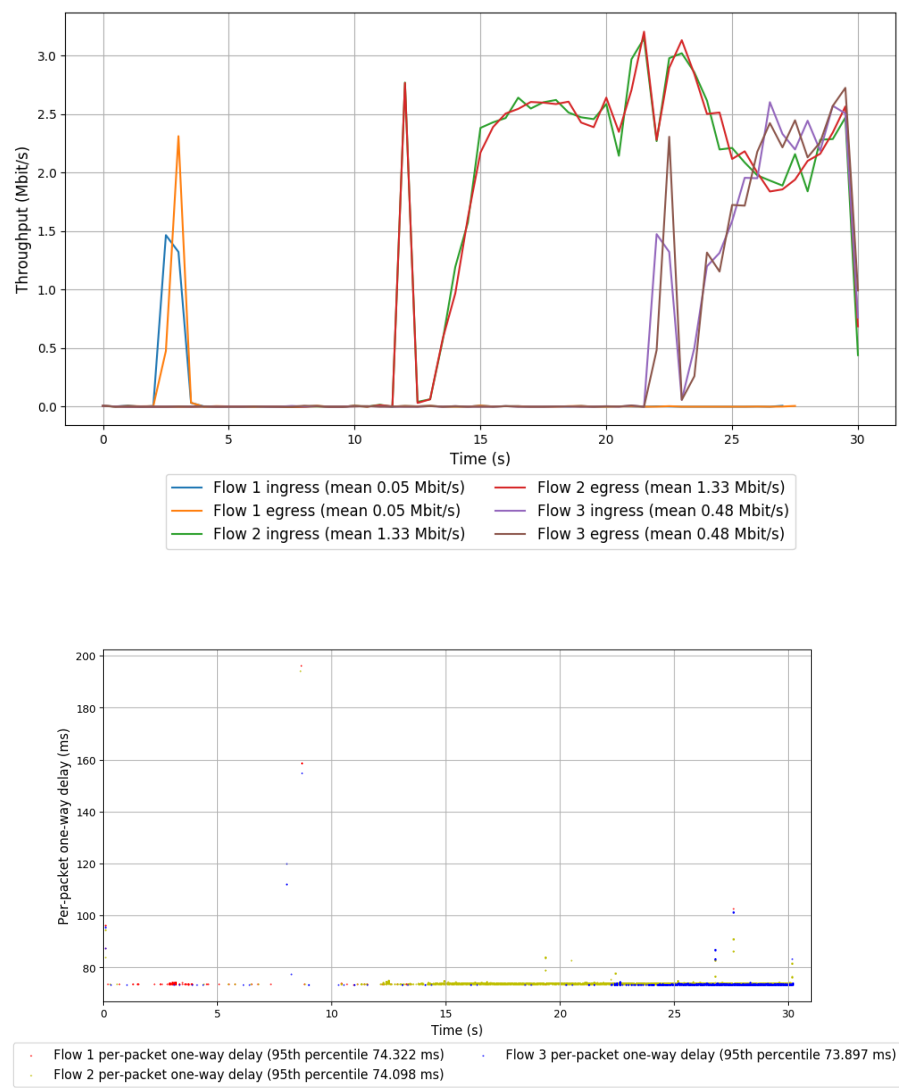 3.0
2.5
2.0
1.5
1.0
0.5
0.0
Throughput (Mbit/s)
0 5 10 15 20 25 30
Time (s)
Flow 1 ingress (mean 0.05 Mbit/s) Flow 2 egress (mean 1.33 Mbit/s)
Flow 1 egress (mean 0.05 Mbit/s) Flow 3 ingress (mean 0.48 Mbit/s)
Flow 2 ingress (mean 1.33 Mbit/s) Flow 3 egress (mean 0.48 Mbit/s)
200
180
160
140
120
100
80
Per-packet one-way delay (ms)
0 5 10 15 20 25 30
Time (s)
Flow 1 per-packet one-way delay (95th percentile 74.322 ms) Flow 3 per-packet one-way delay (95th percentile 73.897 ms)
Flow 2 per-packet one-way delay (95th percentile 74.098 ms)